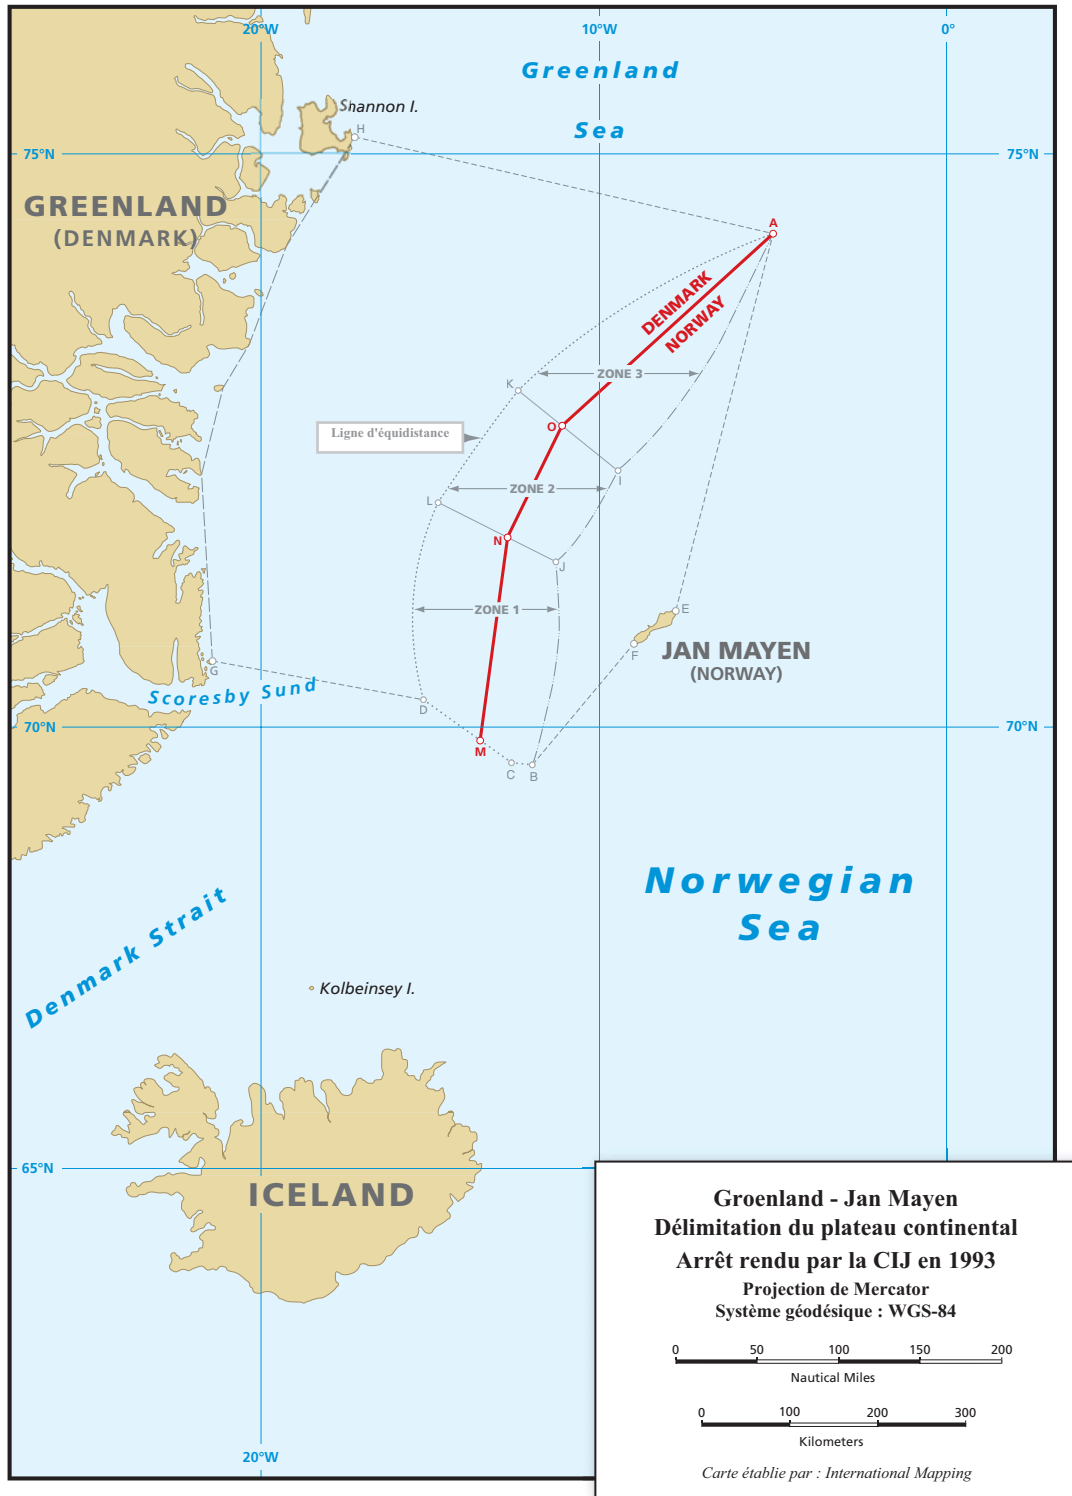 20°W
10°W
0°
Greenland
Sea
Shannon I.
H
75°N
75°N
GREENLAND
(DENMARK)
A
DENMARK
NORWAY
ZONE 3
K
O
Ligne d'équidistance
I
ZONE 2
L
N
J
ZONE 1
E
F
JAN MAYEN
(NORWAY)
G
Scoresby Sund
D
70°N
70°N
M
C
B
Norwegian
Sea
Denmark Strait
Kolbeinsey I.
65°N
ICELAND
20°W
Groenland - Jan Mayen
Délimitation du plateau continental
Arrêt rendu par la CIJ en 1993
Projection de Mercator
Système géodésique : WGS-84
0 50 100 150 200
Nautical Miles
0 100 200 300
Kilometers
Carte établie par : International Mapping